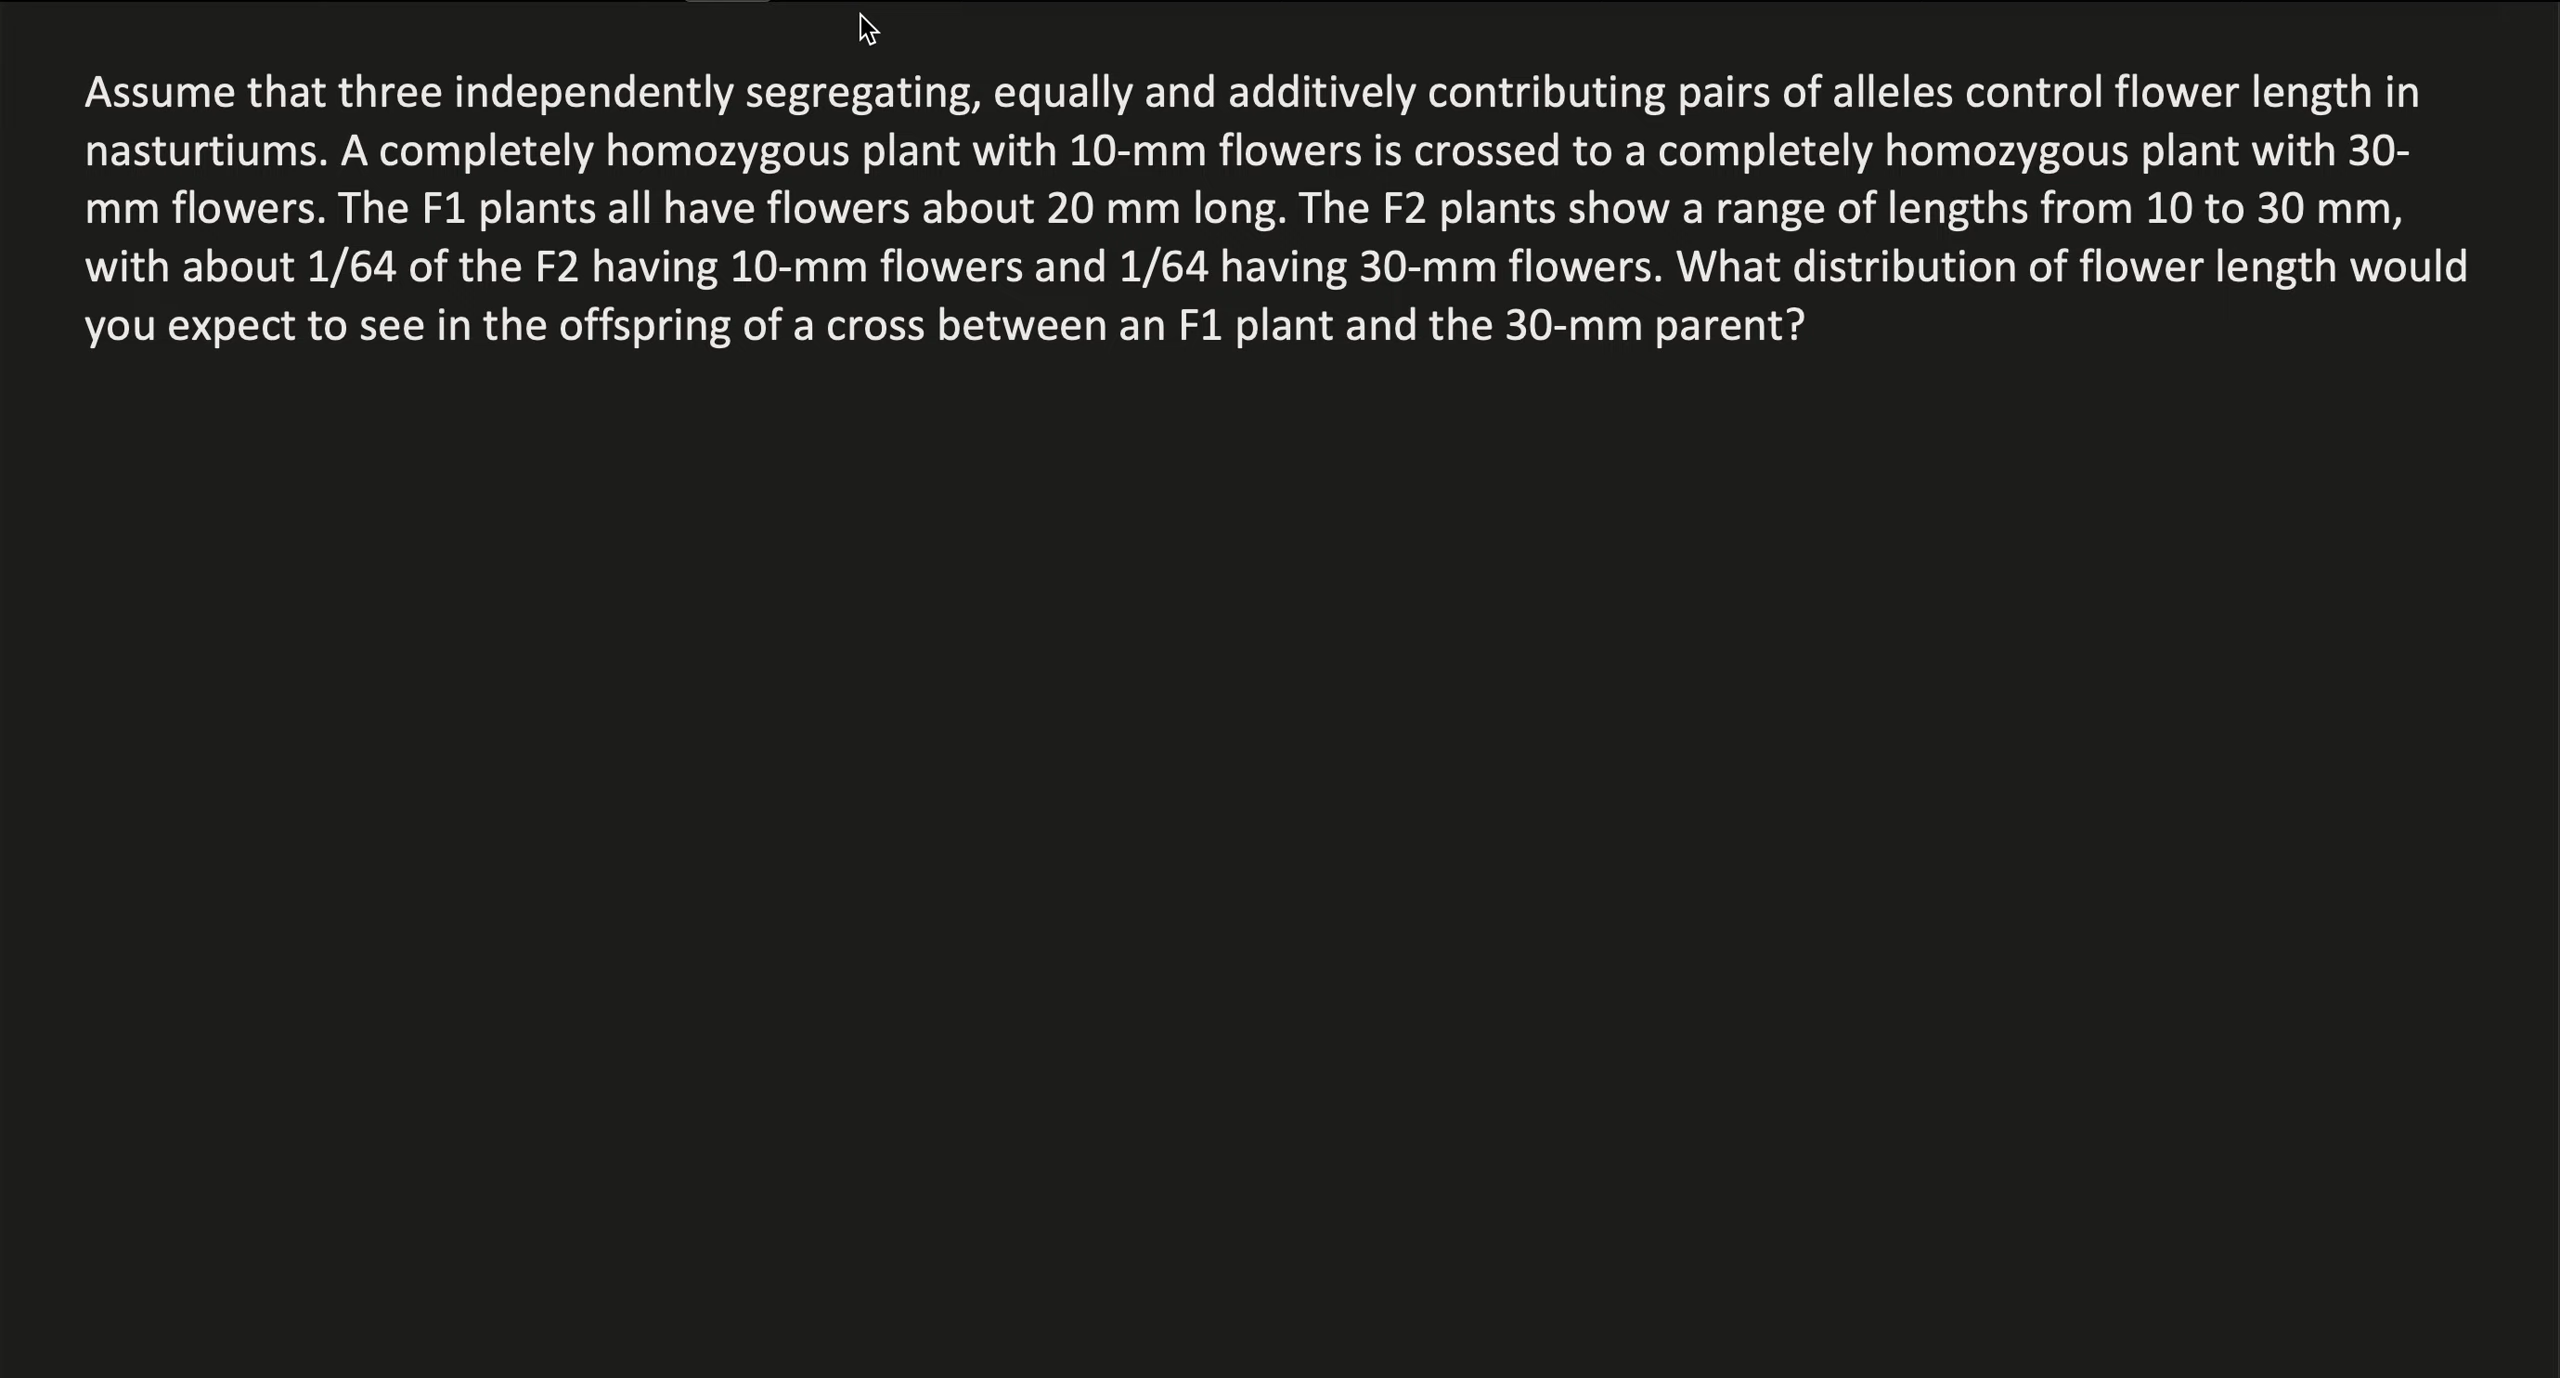 Assume that three independently segregating, equally and additively contributing pairs of alleles control flower length in
nasturtiums. A completely homozygous plant with 10-mm flowers is crossed to a completely homozygous plant with 30-
mm flowers. The F1 plants all have flowers about 20 mm long. The F2 plants show a range of lengths from 10 to 30 mm,
with about 1/64 of the F2 having 10-mm flowers and 1/64 having 30-mm flowers. What distribution of flower length would
you expect to see in the offspring of a cross between an F1 plant and the 30-mm parent?